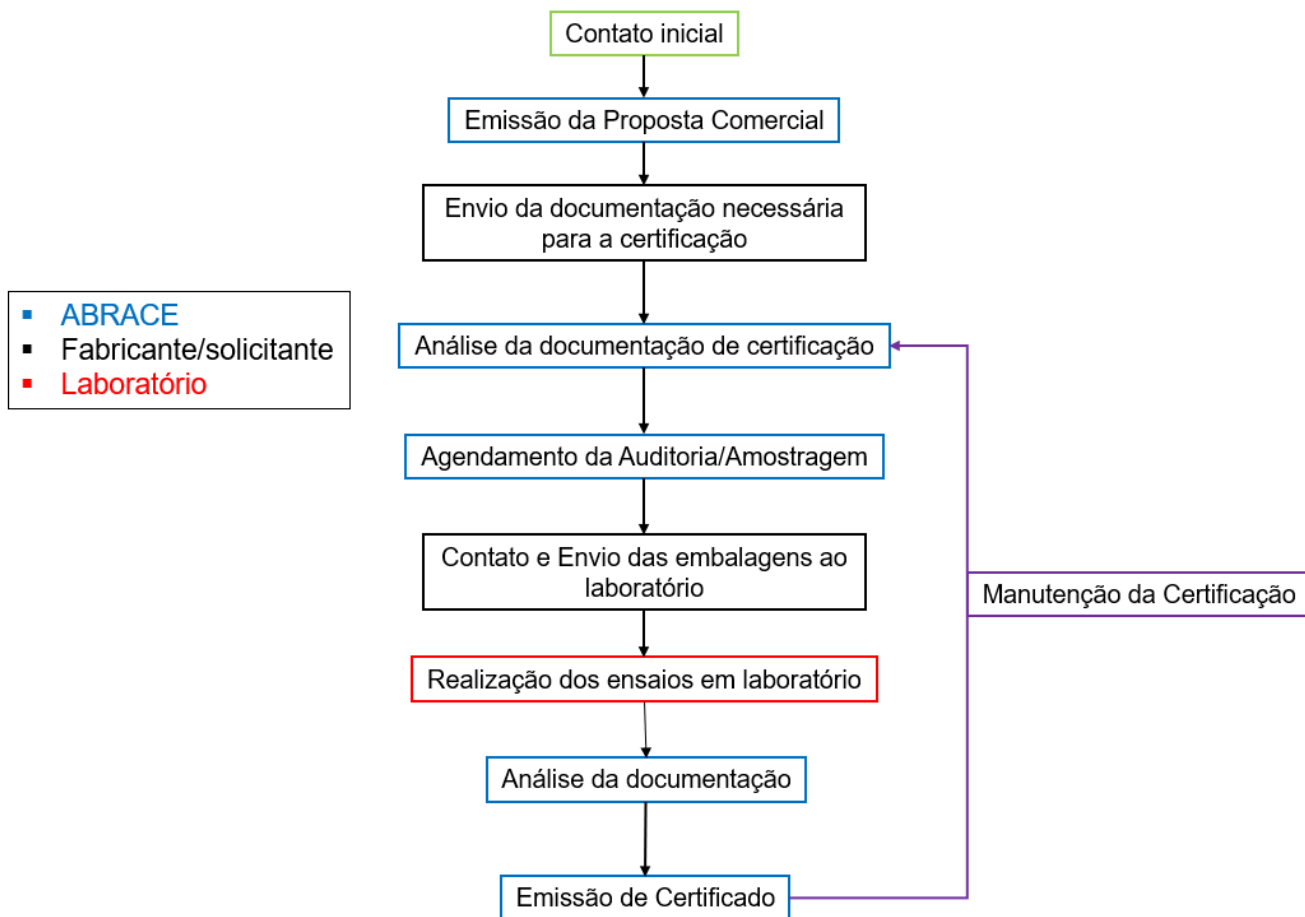 Contato inicial
Emissão da Proposta Comercial
Envio da documentação necessária
para a certificação
▪ ABRACE
▪ Fabricante/solicitante
▪ Laboratório
Análise da documentação de certificação
Agendamento da Auditoria/Amostragem
Contato e Envio das embalagens ao
laboratório
Manutenção da Certificação
Realização dos ensaios em laboratório
Análise da documentação
Emissão de Certificado